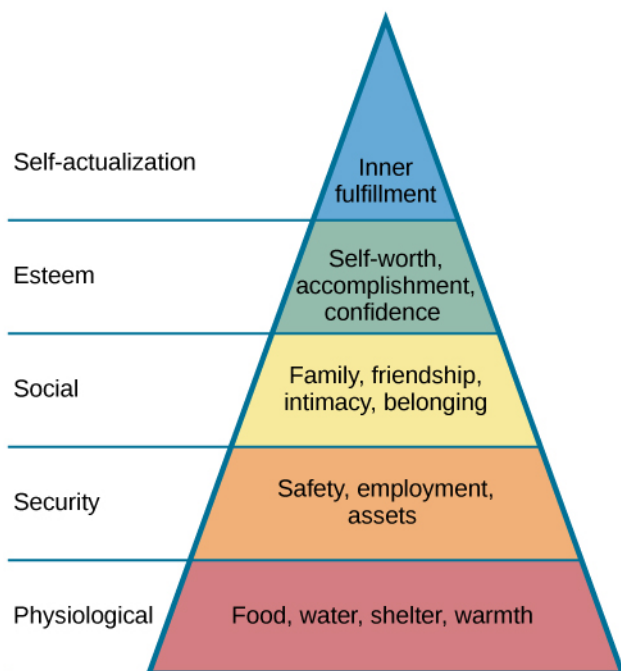 Self-actualization
Inner
fulfillment
Esteem
Self-worth,
accomplishment,
confidence
Social
Family, friendship,
intimacy, belonging
Security
Safety, employment,
assets
Physiological
Food, water, shelter, warmth